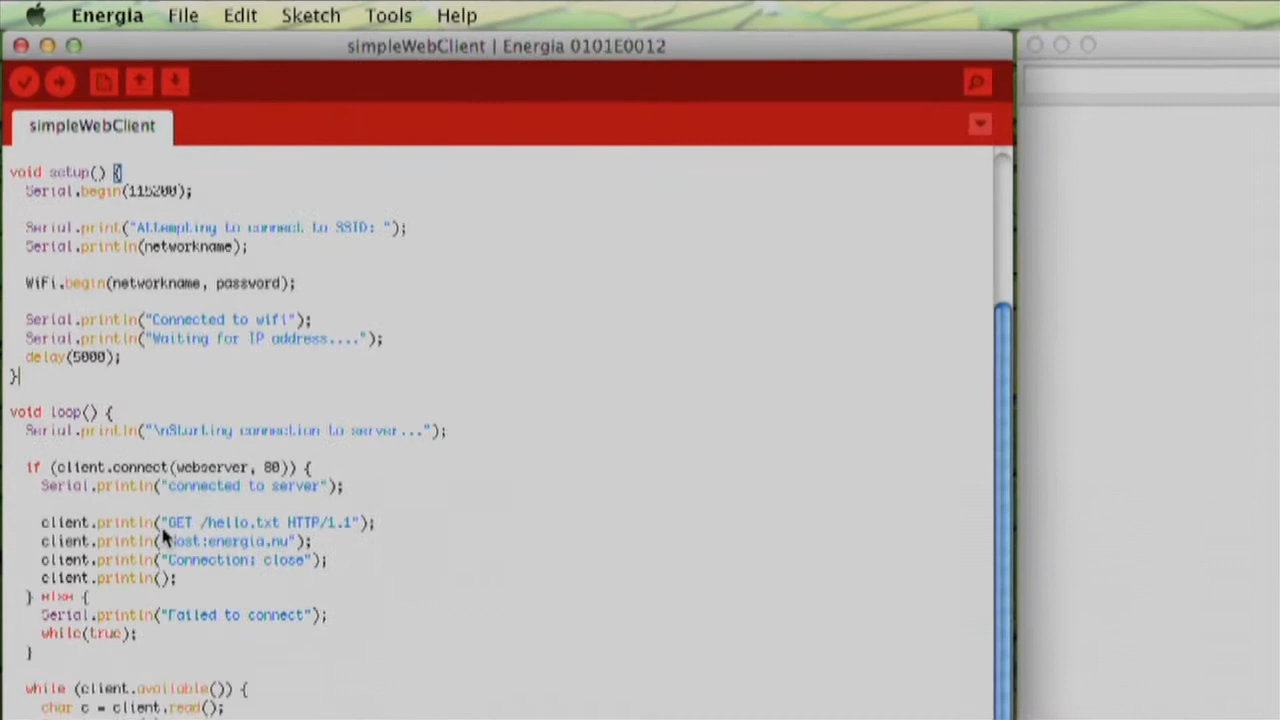 Energia File Edit Sketch Tools Help
simpleWebClient | Energia 0101E0012
simpleWebClient
void setup() {
Serial.begin(115200);
Serial.print("Attempting to connect to SSID: ");
Serial.println(networkname);
WiFi.begin(networkname, password);
Serial.println("Connected to wifi");
Serial.println("Waiting for IP address....");
delay(5000);
}
void loop() {
Serial.println("\nStarting connection to server...");
if (client.connect(webserver, 80)) {
Serial.println("connected to server");
client.println("GET /hello.txt HTTP/1.1");
client.println("Host:energia.nu");
client.println("Connection: close");
client.println();
} else {
Serial.println("Failed to connect");
while(true);
}
while (client.available()) {
char c = client.read();